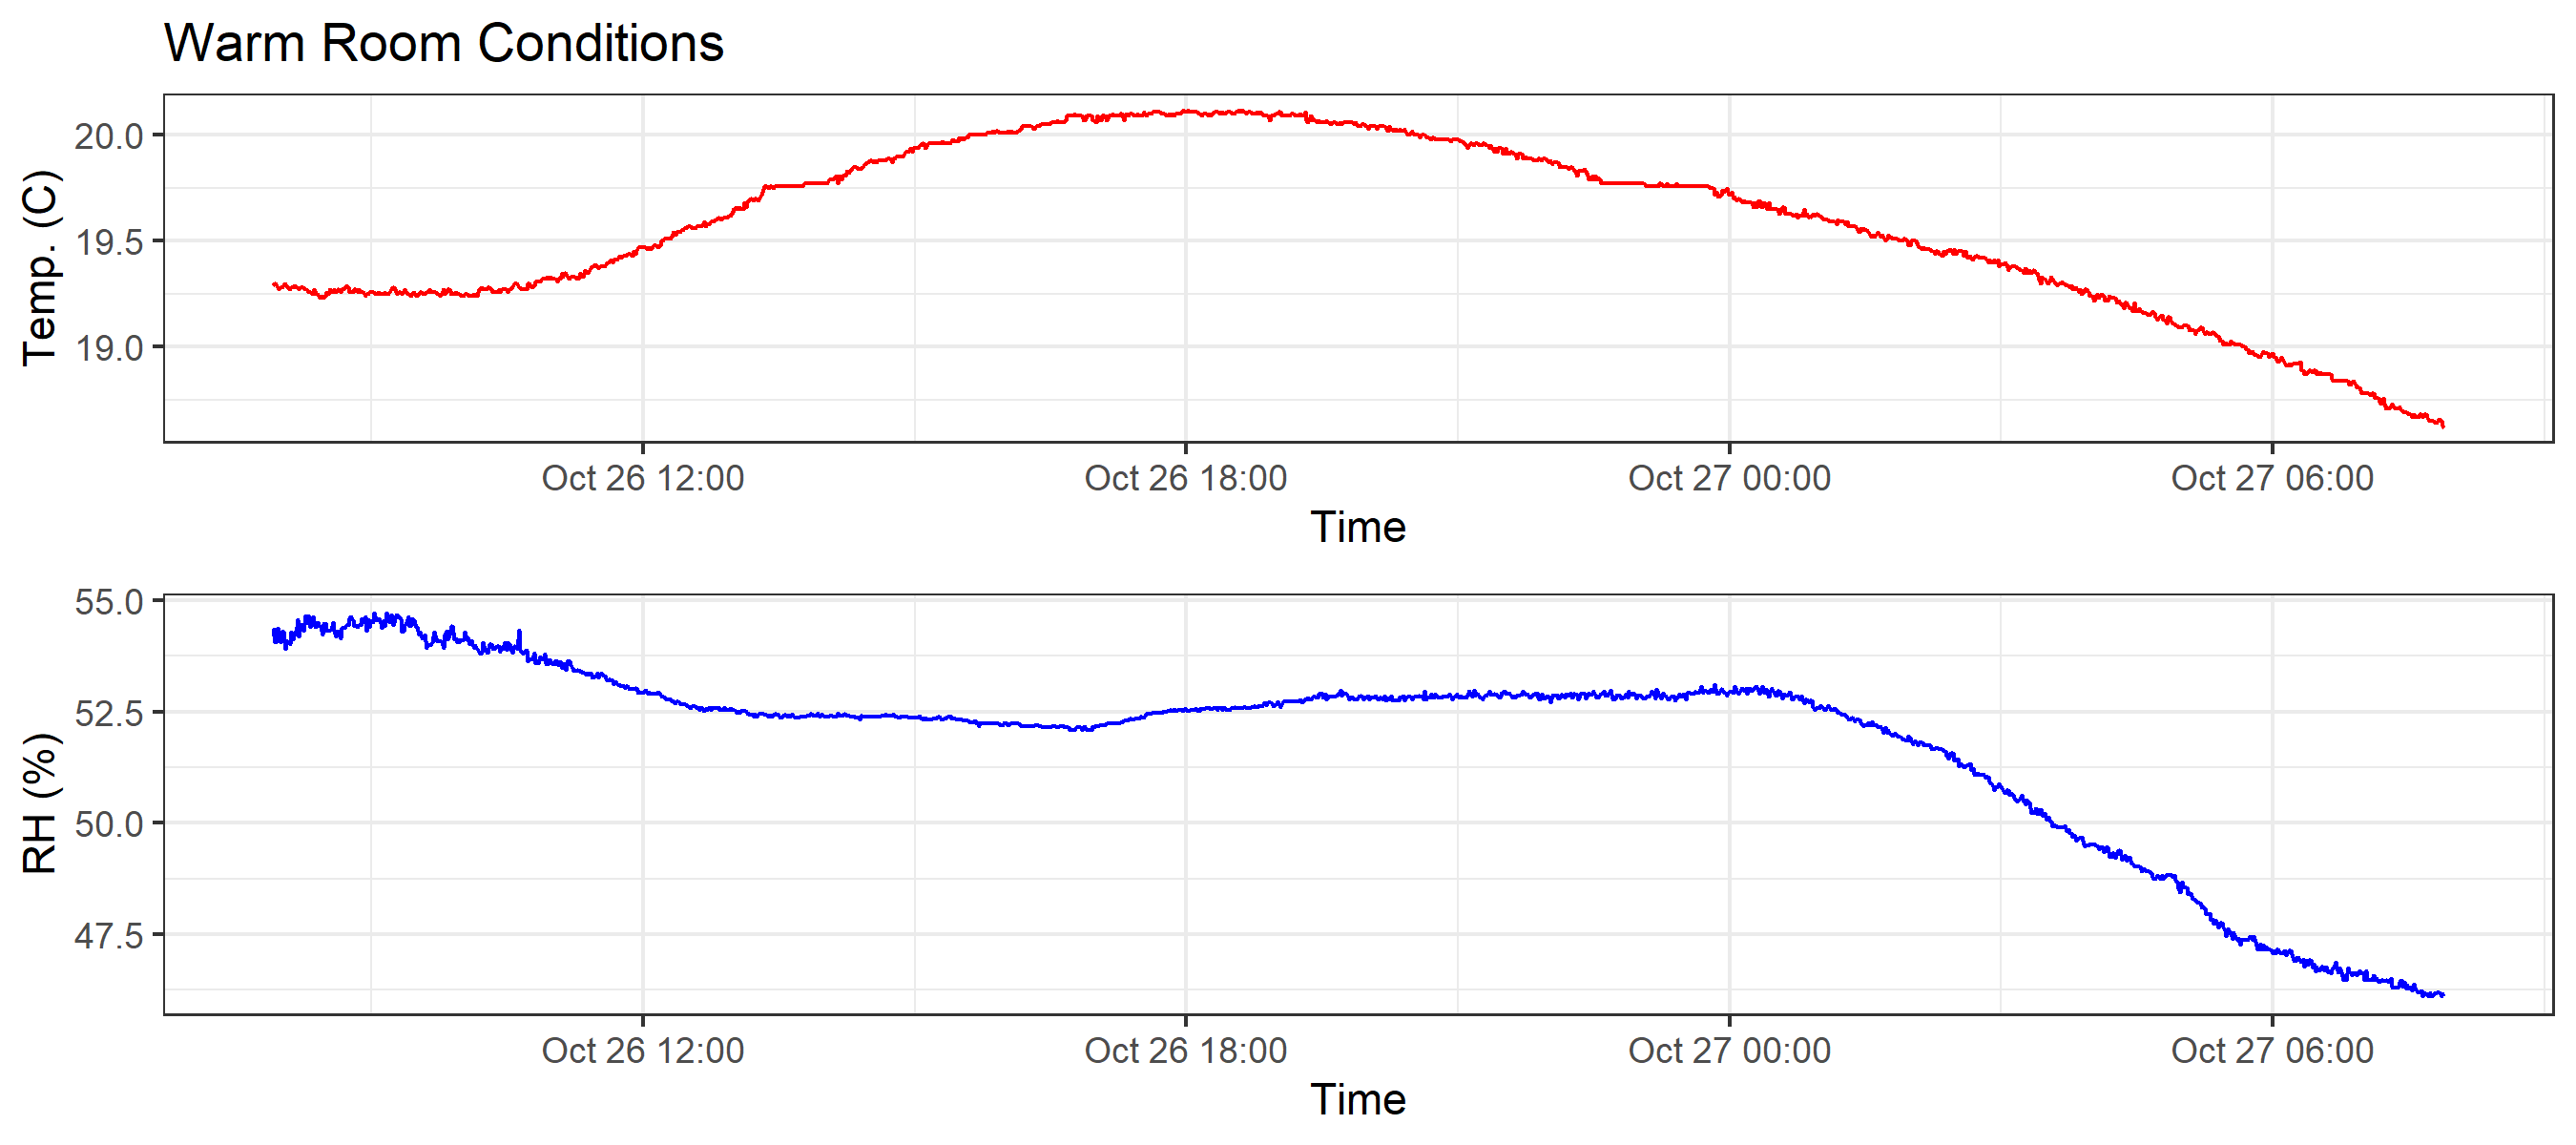 Warm Room Conditions
Temp. (C)
20.0
19.5
19.0
Oct 26 12:00 Oct 26 18:00 Oct 27 00:00 Oct 27 06:00
Time
RH (%)
55.0
52.5
50.0
47.5
Oct 26 12:00 Oct 26 18:00 Oct 27 00:00 Oct 27 06:00
Time